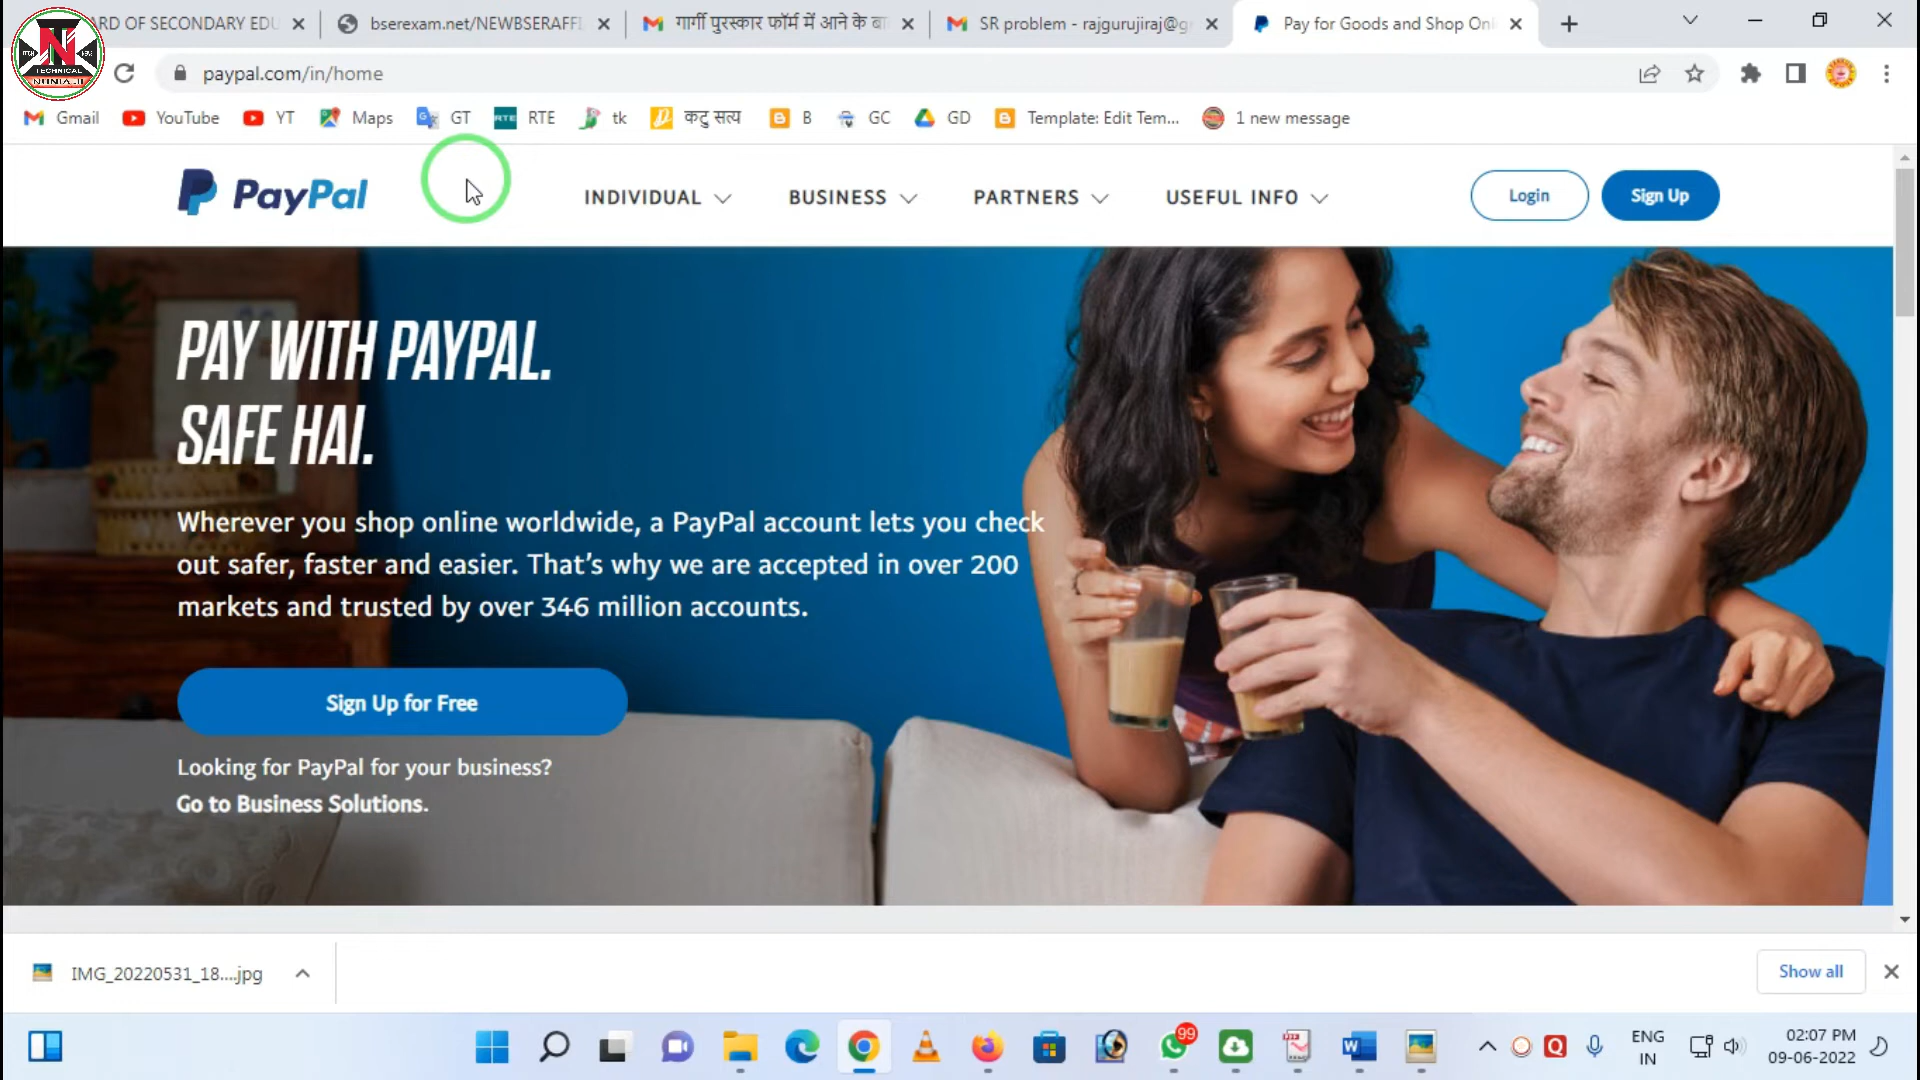 ARD OF SECONDARY EDU
bserexam.net/NEWBSERAFFI
गार्गी पुरस्कार फॉर्म में आने के बा
SR problem - rajgurujiraj@g
Pay for Goods and Shop Onl
N
TECHNICAL
paypal.com/in/home
Gmail YouTube YT Maps GT RTE tk कटु सत्य B GC GD Template: Edit Tem... 1 new message
PayPal
INDIVIDUAL BUSINESS PARTNERS USEFUL INFO
Login Sign Up
PAY WITH PAYPAL.
SAFE HAI.
Wherever you shop online worldwide, a PayPal account lets you check
out safer, faster and easier. That's why we are accepted in over 200
markets and trusted by over 346 million accounts.
Sign Up for Free
Looking for PayPal for your business?
Go to Business Solutions.
IMG_20220531_18....jpg
Show all
99
ENG
IN
02:07 PM
09-06-2022